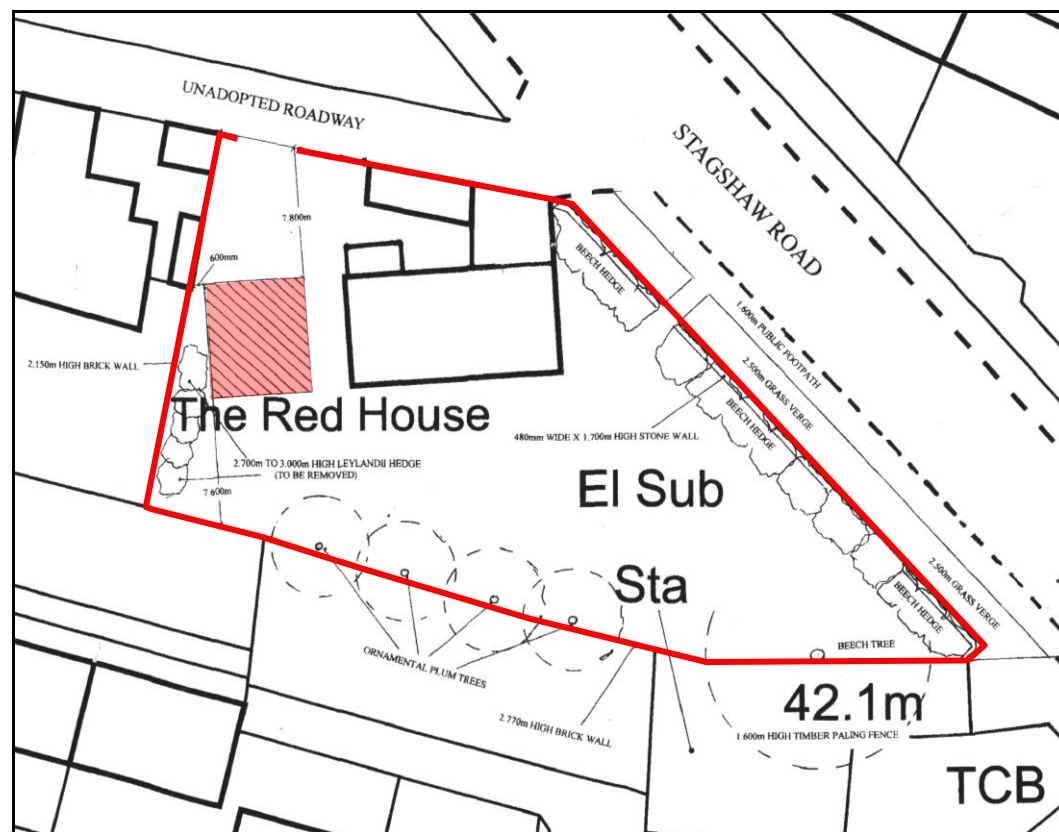 UNADOPTED ROADWAY
STAGSHAW ROAD
7.800m
600mm
BEECH HEDGE
1.600m PUBLIC FOOTPATH
2.500m GRASS VERGE
2.150m HIGH BRICK WALL
The Red House
BEECH HEDGE
480mm WIDE X 1.700m HIGH STONE WALL
2.700m TO 3.000m HIGH LEYLANDII HEDGE
(TO BE REMOVED)
7.600m
El Sub
Sta
2.500m GRASS VERGE
BEECH HEDGE
BEECH TREE
ORNAMENTAL PLUM TREES
2.770m HIGH BRICK WALL
42.1m
1.600m HIGH TIMBER PALING FENCE
TCB